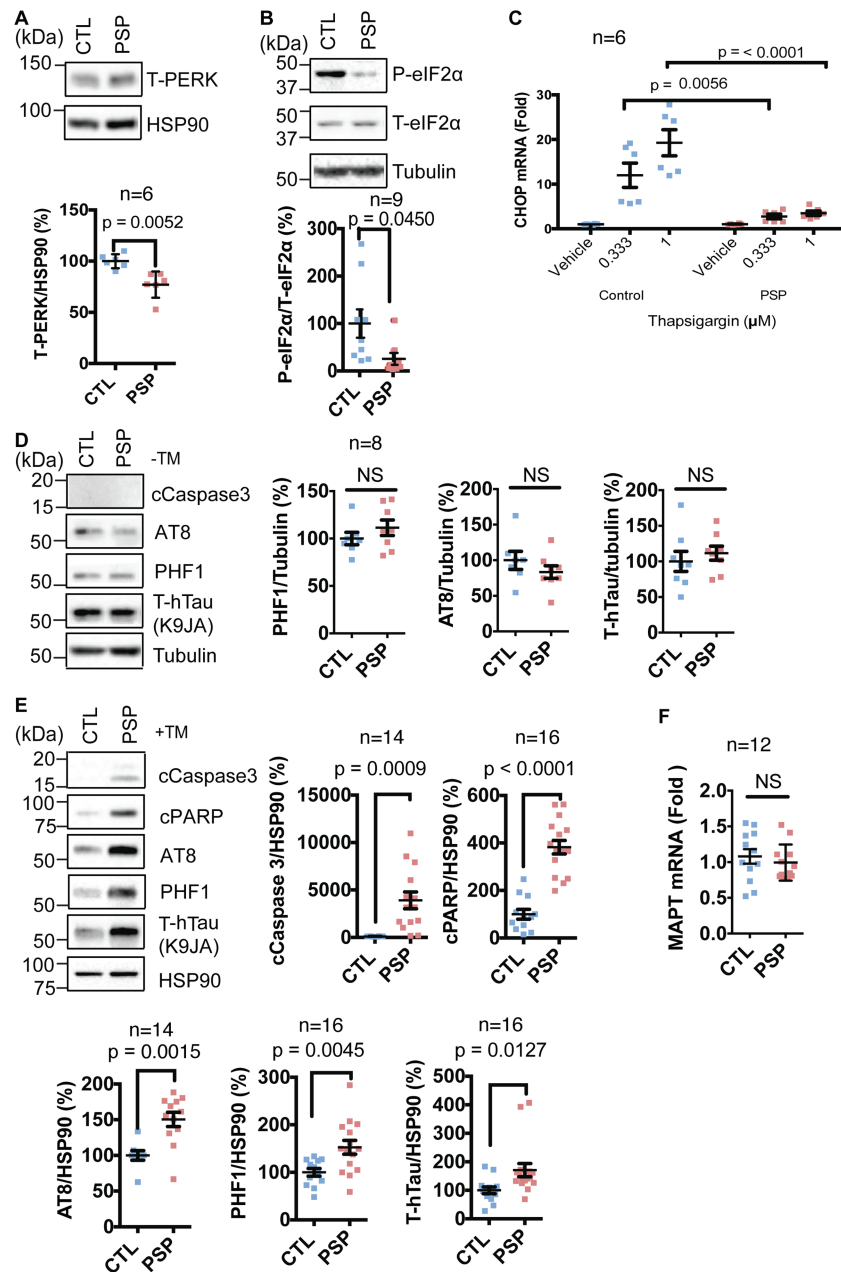 A
(kDa)
CTL
PSP
150
T-PERK
100
HSP90
n=6
p = 0.0052
T-PERK/HSP90 (%)
150
100
50
0
CTL
PSP
B
(kDa)
CTL
PSP
50
37
P-eIF2α
50
37
T-eIF2α
50
Tubulin
n=9
p = 0.0450
P-eIF2α/T-eIF2α (%)
300
200
100
0
CTL
PSP
C
n=6
p = < 0.0001
p = 0.0056
CHOP mRNA (Fold)
30
20
10
0
Vehicle
0.333
1
Vehicle
0.333
1
Control
PSP
Thapsigargin (μM)
D
(kDa)
CTL
PSP
-TM
20
15
cCaspase3
50
AT8
50
PHF1
50
T-hTau
(K9JA)
50
Tubulin
n=8
NS
PHF1/Tubulin (%)
150
100
50
0
CTL
PSP
NS
AT8/Tubulin (%)
200
150
100
50
0
CTL
PSP
NS
T-hTau/tubulin (%)
200
150
100
50
0
CTL
PSP
E
(kDa)
CTL
PSP
+TM
20
15
cCaspase3
100
75
cPARP
50
AT8
50
PHF1
50
T-hTau
(K9JA)
100
75
HSP90
n=14
p = 0.0009
cCaspase 3/HSP90 (%)
15000
10000
5000
0
CTL
PSP
n=16
p < 0.0001
cPARP/HSP90 (%)
600
400
200
0
CTL
PSP
F
n=12
NS
MAPT mRNA (Fold )
2.0
1.5
1.0
0.5
0.0
CTL
PSP
n=14
p = 0.0015
AT8/HSP90 (%)
200
150
100
50
0
CTL
PSP
n=16
p = 0.0045
PHF1/HSP90 (%)
300
200
100
0
CTL
PSP
n=16
p = 0.0127
T-hTau/HSP90 (%)
500
400
300
200
100
0
CTL
PSP